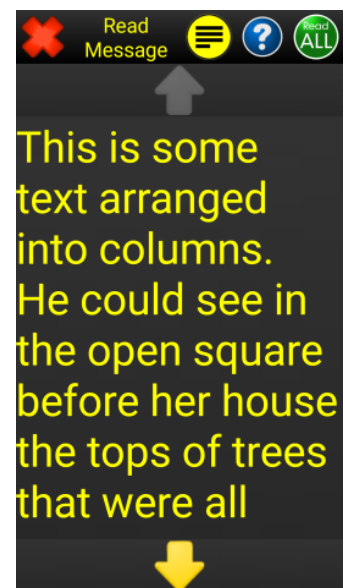 Read
Message
?
Read
ALL
This is some
text arranged
into columns.
He could see in
the open square
before her house
the tops of trees
that were all